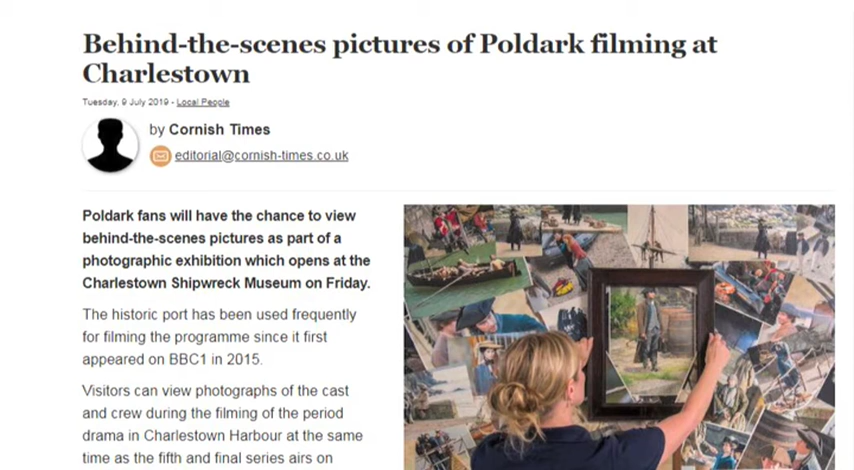 Behind-the-scenes pictures of Poldark filming at
Charlestown
Tuesday, 9 July 2019 - Local People
by Cornish Times
editorial@cornish-times.co.uk
Poldark fans will have the chance to view
behind-the-scenes pictures as part of a
photographic exhibition which opens at the
Charlestown Shipwreck Museum on Friday.
The historic port has been used frequently
for filming the programme since it first
appeared on BBC1 in 2015.
Visitors can view photographs of the cast
and crew during the filming of the period
drama in Charlestown Harbour at the same
time as the fifth and final series airs on